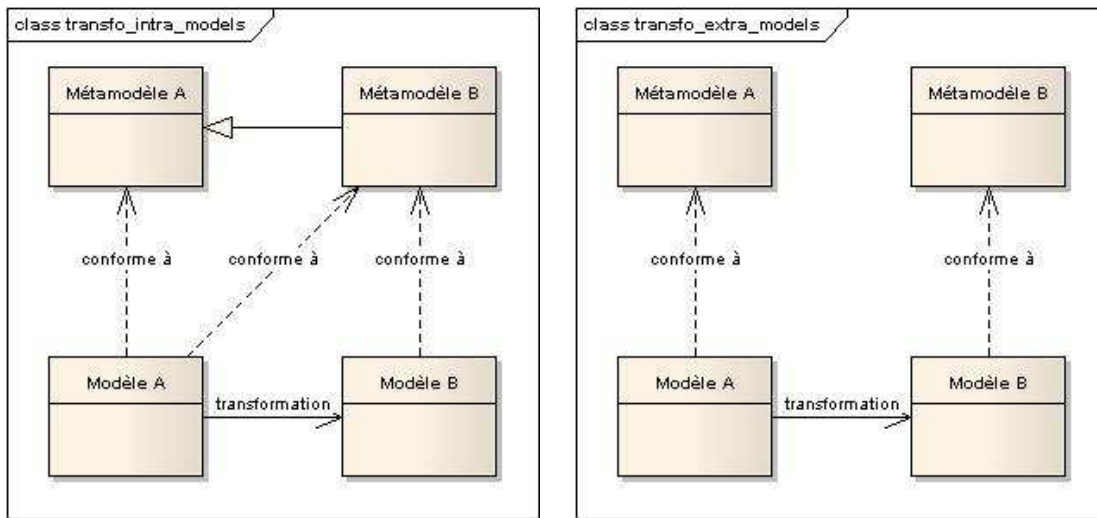 class transfo_intra_models
Métamodèle A
Métamodèle B
conforme à
conforme à
conforme à
Modèle A
Modèle B
transformation
class transfo_extra_models
Métamodèle A
Métamodèle B
conforme à
conforme à
Modèle A
Modèle B
transformation